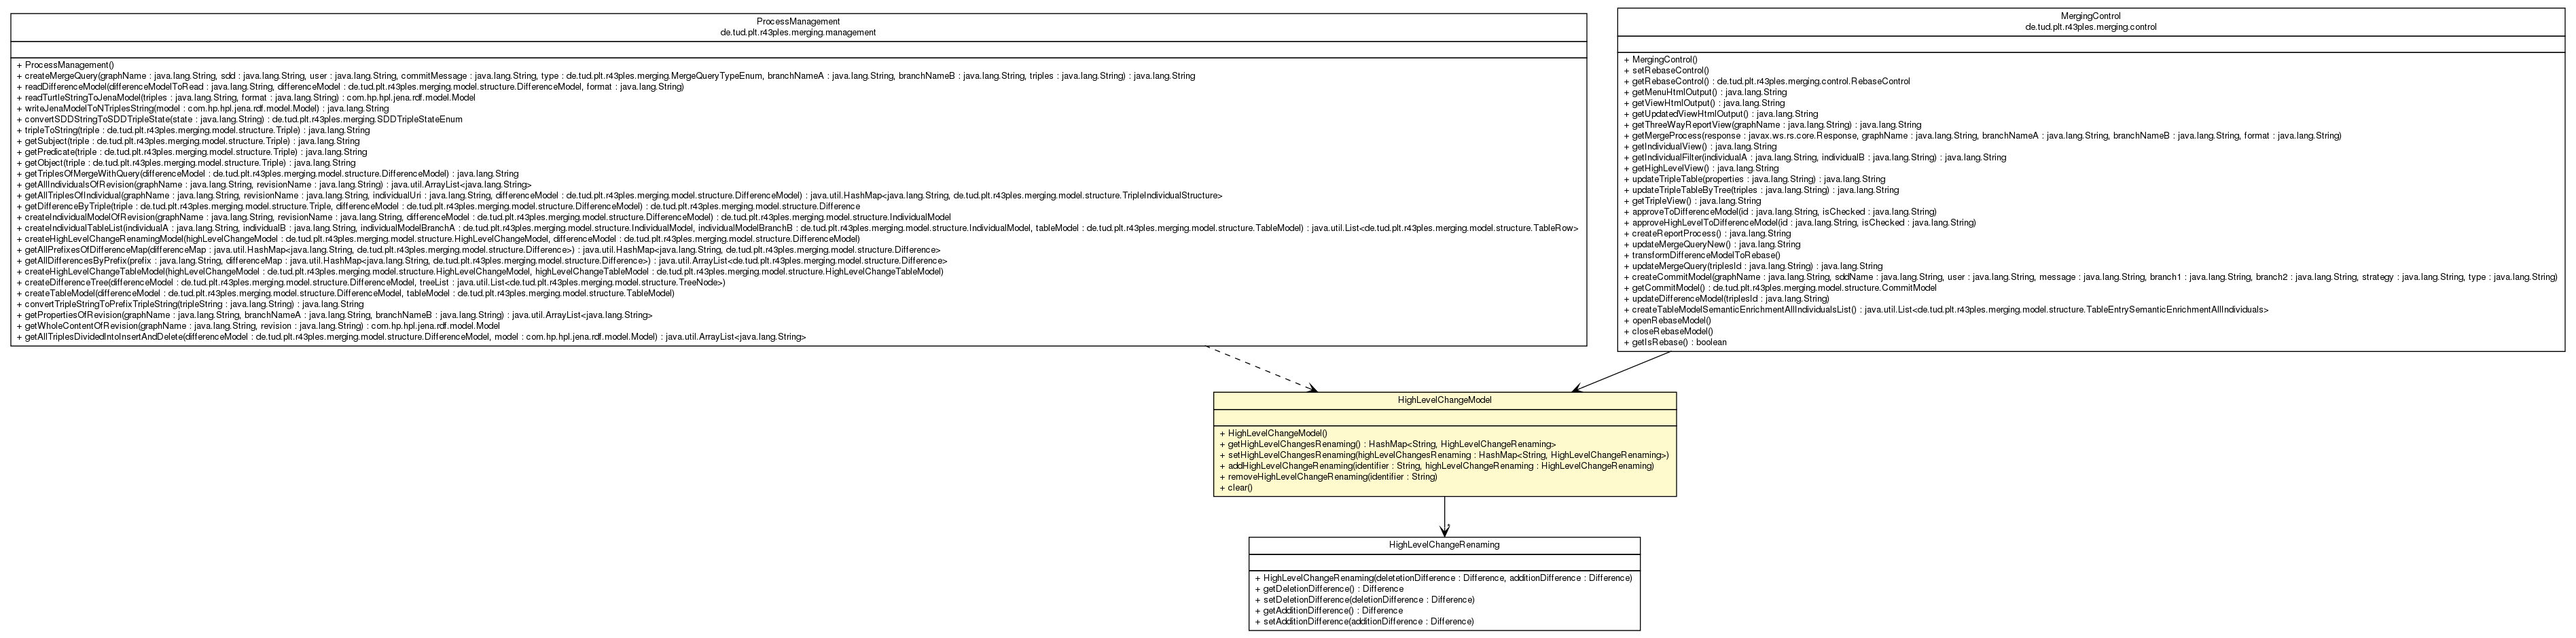 ProcessManagement
de.tud.plt.r43ples.merging.management
+ ProcessManagement()
+ createMergeQuery(graphName : java.lang.String, sdd : java.lang.String, user : java.lang.String, commitMessage : java.lang.String, type : de.tud.plt.r43ples.merging.MergeQueryTypeEnum, branchNameA : java.lang.String, branchNameB : java.lang.String, triples : java.lang.String) : java.lang.String
+ readDifferenceModel(differenceModelToRead : java.lang.String, differenceModel : de.tud.plt.r43ples.merging.model.structure.DifferenceModel, format : java.lang.String)
+ readTurtleStringToJenaModel(triples : java.lang.String, format : java.lang.String) : com.hp.hpl.jena.rdf.model.Model
+ writeJenaModelToNTriplesString(model : com.hp.hpl.jena.rdf.model.Model) : java.lang.String
+ convertSDDStringToSDDTripleState(state : java.lang.String) : de.tud.plt.r43ples.merging.SDDTripleStateEnum
+ tripleToString(triple : de.tud.plt.r43ples.merging.model.structure.Triple) : java.lang.String
+ getSubject(triple : de.tud.plt.r43ples.merging.model.structure.Triple) : java.lang.String
+ getPredicate(triple : de.tud.plt.r43ples.merging.model.structure.Triple) : java.lang.String
+ getObject(triple : de.tud.plt.r43ples.merging.model.structure.Triple) : java.lang.String
+ getTriplesOfMergeWithQuery(differenceModel : de.tud.plt.r43ples.merging.model.structure.DifferenceModel) : java.lang.String
+ getAllIndividualsOfRevision(graphName : java.lang.String, revisionName : java.lang.String) : java.util.ArrayList<java.lang.String>
+ getAllTriplesOfIndividual(graphName : java.lang.String, revisionName : java.lang.String, individualUri : java.lang.String, differenceModel : de.tud.plt.r43ples.merging.model.structure.DifferenceModel) : java.util.HashMap<java.lang.String, de.tud.plt.r43ples.merging.model.structure.TripleIndividualStructure>
+ getDifferenceByTriple(triple : de.tud.plt.r43ples.merging.model.structure.Triple, differenceModel : de.tud.plt.r43ples.merging.model.structure.DifferenceModel) : de.tud.plt.r43ples.merging.model.structure.Difference
+ createIndividualModelOfRevision(graphName : java.lang.String, revisionName : java.lang.String, differenceModel : de.tud.plt.r43ples.merging.model.structure.DifferenceModel) : de.tud.plt.r43ples.merging.model.structure.IndividualModel
+ createIndividualTableList(individualA : java.lang.String, individualB : java.lang.String, individualModelBranchA : de.tud.plt.r43ples.merging.model.structure.IndividualModel, individualModelBranchB : de.tud.plt.r43ples.merging.model.structure.IndividualModel, tableModel : de.tud.plt.r43ples.merging.model.structure.TableModel) : java.util.List<de.tud.plt.r43ples.merging.model.structure.TableRow>
+ createHighLevelChangeRenamingModel(highLevelChangeModel : de.tud.plt.r43ples.merging.model.structure.HighLevelChangeModel, differenceModel : de.tud.plt.r43ples.merging.model.structure.DifferenceModel)
+ getAllPrefixesOfDifferenceMap(differenceMap : java.util.HashMap<java.lang.String, de.tud.plt.r43ples.merging.model.structure.Difference>) : java.util.HashMap<java.lang.String, de.tud.plt.r43ples.merging.model.structure.Difference>
+ getAllDifferencesByPrefix(prefix : java.lang.String, differenceMap : java.util.HashMap<java.lang.String, de.tud.plt.r43ples.merging.model.structure.Difference>) : java.util.ArrayList<de.tud.plt.r43ples.merging.model.structure.Difference>
+ createHighLevelChangeTableModel(highLevelChangeModel : de.tud.plt.r43ples.merging.model.structure.HighLevelChangeModel, highLevelChangeTableModel : de.tud.plt.r43ples.merging.model.structure.HighLevelChangeTableModel)
+ createDifferenceTree(differenceModel : de.tud.plt.r43ples.merging.model.structure.DifferenceModel, treeList : java.util.List<de.tud.plt.r43ples.merging.model.structure.TreeNode>)
+ createTableModel(differenceModel : de.tud.plt.r43ples.merging.model.structure.DifferenceModel, tableModel : de.tud.plt.r43ples.merging.model.structure.TableModel)
+ convertTripleStringToPrefixTripleString(tripleString : java.lang.String) : java.lang.String
+ getPropertiesOfRevision(graphName : java.lang.String, branchNameA : java.lang.String, branchNameB : java.lang.String) : java.util.ArrayList<java.lang.String>
+ getWholeContentOfRevision(graphName : java.lang.String, revision : java.lang.String) : com.hp.hpl.jena.rdf.model.Model
+ getAllTriplesDividedIntoInsertAndDelete(differenceModel : de.tud.plt.r43ples.merging.model.structure.DifferenceModel, model : com.hp.hpl.jena.rdf.model.Model) : java.util.ArrayList<java.lang.String>
MergingControl
de.tud.plt.r43ples.merging.control
+ MergingControl()
+ setRebaseControl()
+ getRebaseControl() : de.tud.plt.r43ples.merging.control.RebaseControl
+ getMenuHtmlOutput() : java.lang.String
+ getViewHtmlOutput() : java.lang.String
+ getUpdatedViewHtmlOutput() : java.lang.String
+ getThreeWayReportView(graphName : java.lang.String) : java.lang.String
+ getMergeProcess(response : javax.ws.rs.core.Response, graphName : java.lang.String, branchNameA : java.lang.String, branchNameB : java.lang.String, format : java.lang.String)
+ getIndividualView() : java.lang.String
+ getIndividualFilter(individualA : java.lang.String, individualB : java.lang.String) : java.lang.String
+ getHighLevelView() : java.lang.String
+ updateTripleTable(properties : java.lang.String) : java.lang.String
+ updateTripleTableByTree(triples : java.lang.String) : java.lang.String
+ getTripleView() : java.lang.String
+ approveToDifferenceModel(id : java.lang.String, isChecked : java.lang.String)
+ approveHighLevelToDifferenceModel(id : java.lang.String, isChecked : java.lang.String)
+ createReportProcess() : java.lang.String
+ updateMergeQueryNew() : java.lang.String
+ transformDifferenceModelToRebase()
+ updateMergeQuery(triplesId : java.lang.String) : java.lang.String
+ createCommitModel(graphName : java.lang.String, sddName : java.lang.String, user : java.lang.String, message : java.lang.String, branch1 : java.lang.String, branch2 : java.lang.String, strategy : java.lang.String, type : java.lang.String)
+ getCommitModel() : de.tud.plt.r43ples.merging.model.structure.CommitModel
+ updateDifferenceModel(triplesId : java.lang.String)
+ createTableModelSemanticEnrichmentAllIndividualsList() : java.util.List<de.tud.plt.r43ples.merging.model.structure.TableEntrySemanticEnrichmentAllIndividuals>
+ openRebaseModel()
+ closeRebaseModel()
+ getIsRebase() : boolean
HighLevelChangeModel
+ HighLevelChangeModel()
+ getHighLevelChangesRenaming() : HashMap<String, HighLevelChangeRenaming>
+ setHighLevelChangesRenaming(highLevelChangesRenaming : HashMap<String, HighLevelChangeRenaming>)
+ addHighLevelChangeRenaming(identifier : String, highLevelChangeRenaming : HighLevelChangeRenaming)
+ removeHighLevelChangeRenaming(identifier : String)
+ clear()
*
HighLevelChangeRenaming
+ HighLevelChangeRenaming(deletetionDifference : Difference, additionDifference : Difference)
+ getDeletionDifference() : Difference
+ setDeletionDifference(deletionDifference : Difference)
+ getAdditionDifference() : Difference
+ setAdditionDifference(additionDifference : Difference)